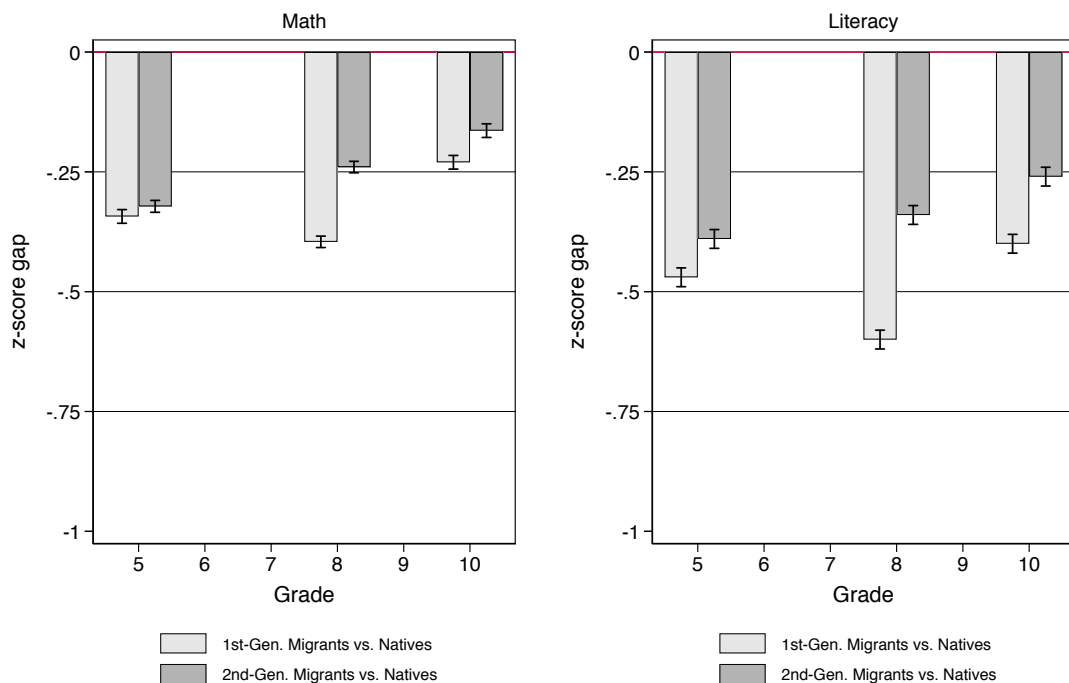 Math
z-score gap
0
-.25
-.5
-.75
-1
5 6 7 8 9 10
Grade
1st-Gen. Migrants vs. Natives
2nd-Gen. Migrants vs. Natives
Literacy
z-score gap
0
-.25
-.5
-.75
-1
5 6 7 8 9 10
Grade
1st-Gen. Migrants vs. Natives
2nd-Gen. Migrants vs. Natives